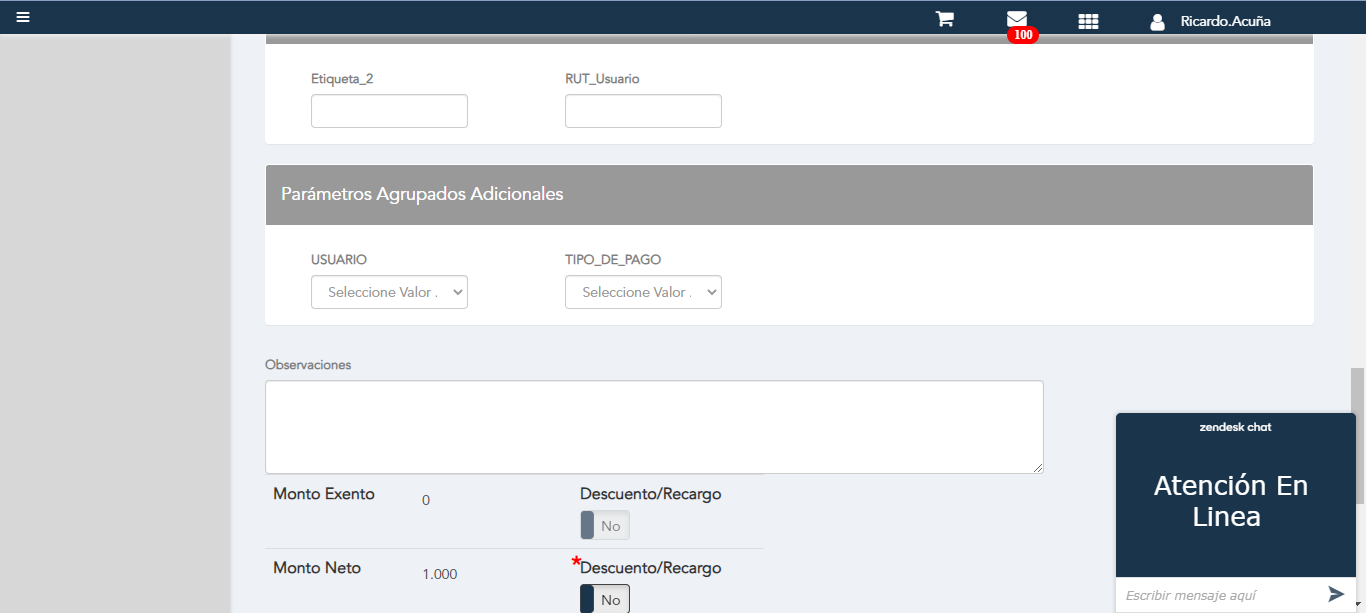 Ricardo.Acuña
100
Etiqueta_2 RUT_Usuario
Parámetros Agrupados Adicionales
USUARIO TIPO_DE_PAGO
Seleccione Valor . Seleccione Valor .
Observaciones
zendesk chat
Atención En
Linea
Monto Exento 0 Descuento/Recargo
No
Monto Neto 1.000 *Descuento/Recargo
No
Escribir mensaje aquí